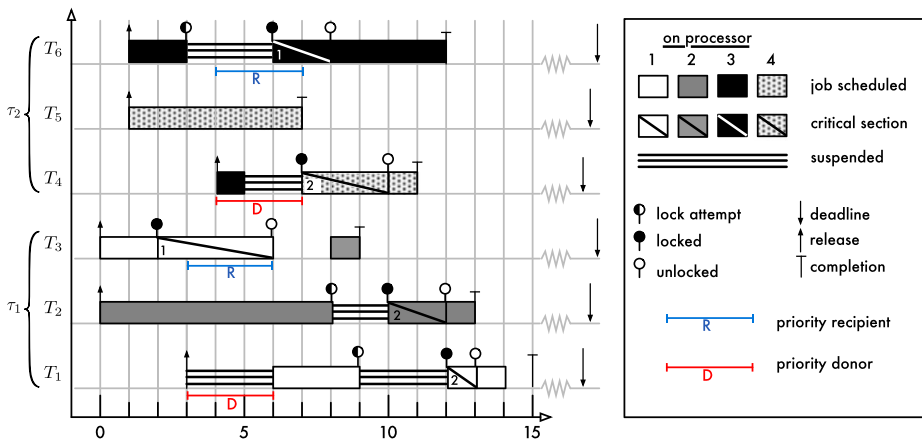 T₆
1
R
τ₂
T₅
T₄
2
D
T₃
1
R
τ₁
T₂
2
T₁
2
D
0 5 10 15
on processor
1 2 3 4
job scheduled
critical section
suspended
lock attempt
locked
unlocked
deadline
release
completion
R priority recipient
D priority donor